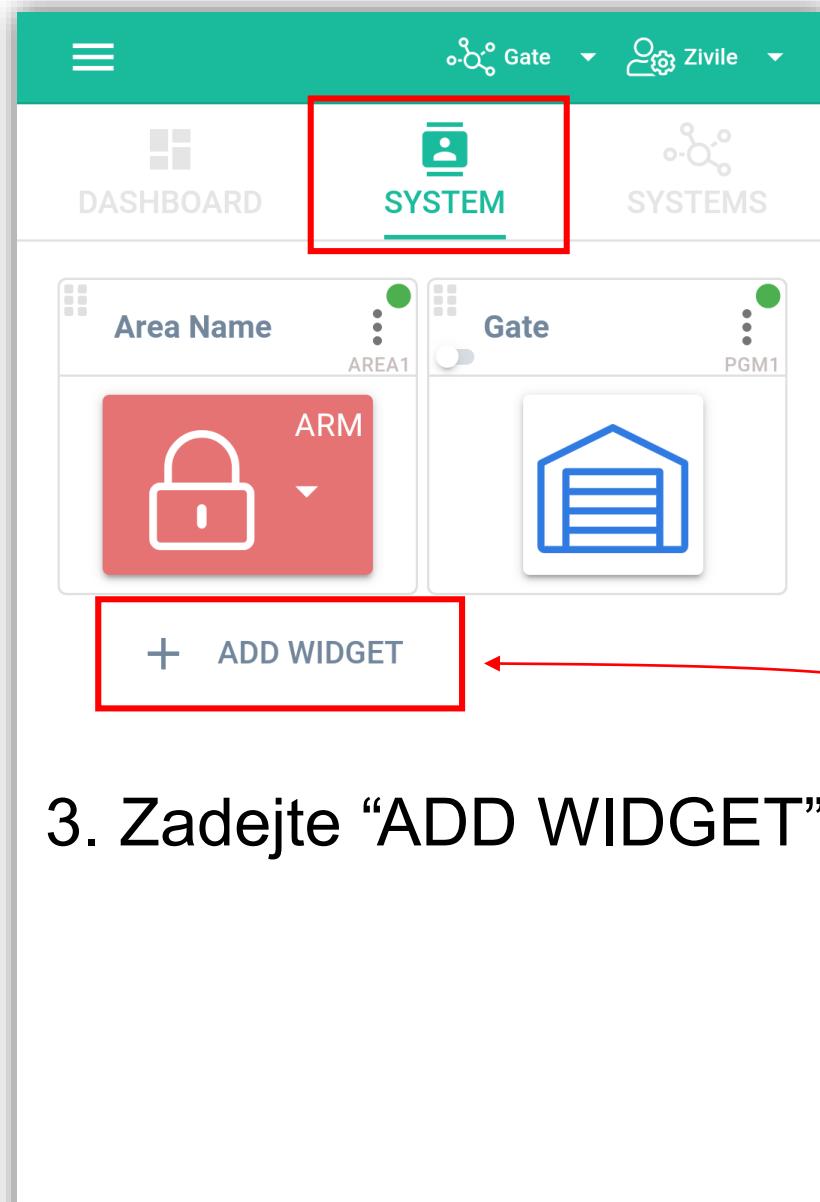 Gate Zivile
DASHBOARD SYSTEM SYSTEMS
Area Name
AREA1
Gate
PGM1
ARM
+ ADD WIDGET
3. Zadejte “ADD WIDGET”